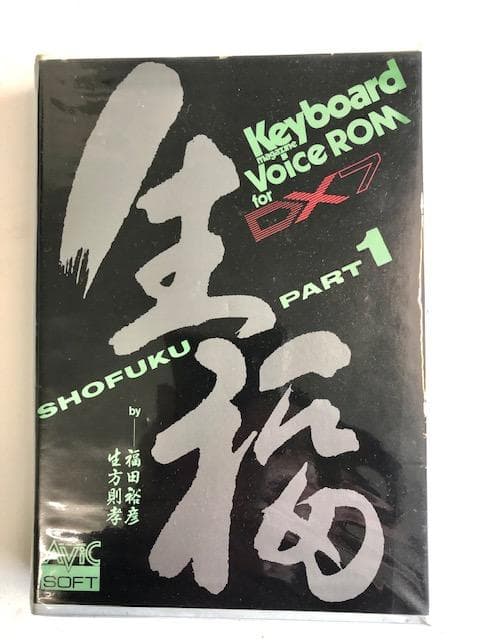 Keyboard
magazine
Voice ROM
for DX7
生福
SHOFUKU PART 1
by
福田裕彦
生方則孝
AVIC
SOFT